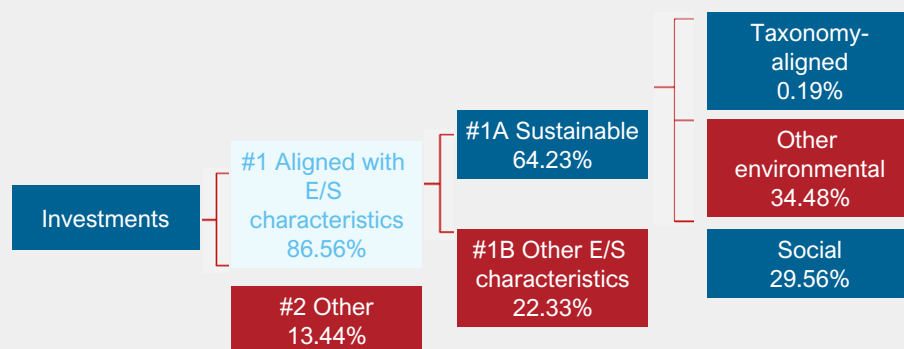 Investments
#1 Aligned with
E/S
characteristics
86.56%
#2 Other
13.44%
#1A Sustainable
64.23%
#1B Other E/S
characteristics
22.33%
Taxonomy-
aligned
0.19%
Other
environmental
34.48%
Social
29.56%